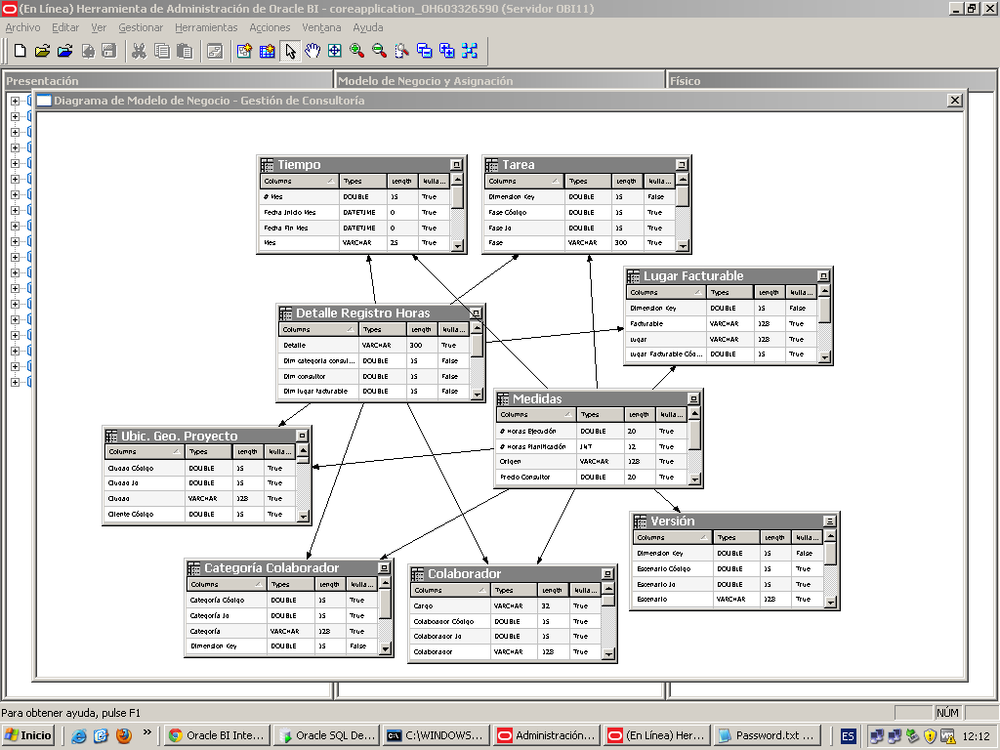 (En Línea) Herramienta de Administración de Oracle BI - coreapplication_OH603326590 (Servidor OBI11)
Archivo Editar Ver Gestionar Herramientas Acciones Ventana Ayuda
Presentación
Modelo de Negocio y Asignación
Físico
Diagrama de Modelo de Negocio - Gestión de Consultoría
Tiempo
Columns Types Length Nulla...
# Mes DOUBLE 15 True
Fecha Inicio Mes DATETIME 0 True
Fecha Fin Mes DATETIME 0 True
Mes VARCHAR 25 True
Tarea
Columns Types Length Nulla...
Dimension Key DOUBLE 15 False
Fase Código DOUBLE 15 True
Fase Id DOUBLE 15 True
Fase VARCHAR 300 True
Lugar Facturable
Columns Types Length Nulla...
Dimension Key DOUBLE 15 False
Facturable VARCHAR 128 True
Lugar VARCHAR 128 True
Lugar Facturable Códi... DOUBLE 15 True
Detalle Registro Horas
Columns Types Length Nulla...
Detalle VARCHAR 300 True
Dim categoria consul... DOUBLE 15 False
Dim consultor DOUBLE 15 False
Dim lugar facturable DOUBLE 15 False
Medidas
Columns Types Length Nulla...
# Horas Ejecución DOUBLE 20 True
# Horas Planificación INT 12 True
Origen VARCHAR 128 True
Precio Consultor DOUBLE 20 True
Ubic. Geo. Proyecto
Columns Types Length Nulla...
Ciudad Código DOUBLE 15 True
Ciudad Id DOUBLE 15 True
Ciudad VARCHAR 128 True
Cliente Código DOUBLE 15 True
Versión
Columns Types Length Nulla...
Dimension Key DOUBLE 15 False
Escenario Código DOUBLE 15 True
Escenario Id DOUBLE 15 True
Escenario VARCHAR 128 True
Categoría Colaborador
Columns Types Length Nulla...
Categoría Código DOUBLE 15 True
Categoría Id DOUBLE 15 True
Categoría VARCHAR 128 True
Dimension Key DOUBLE 15 False
Colaborador
Columns Types Length Nulla...
Cargo VARCHAR 32 True
Colaboador Código DOUBLE 15 True
Colaborador Id DOUBLE 15 True
Colaborador VARCHAR 128 True
Para obtener ayuda, pulse F1
NÚM
Inicio
»
Oracle BI Inte...
Oracle SQL De...
C:\WINDOWS...
Administración...
(En Línea) Her...
Password.txt ...
ES
12:12